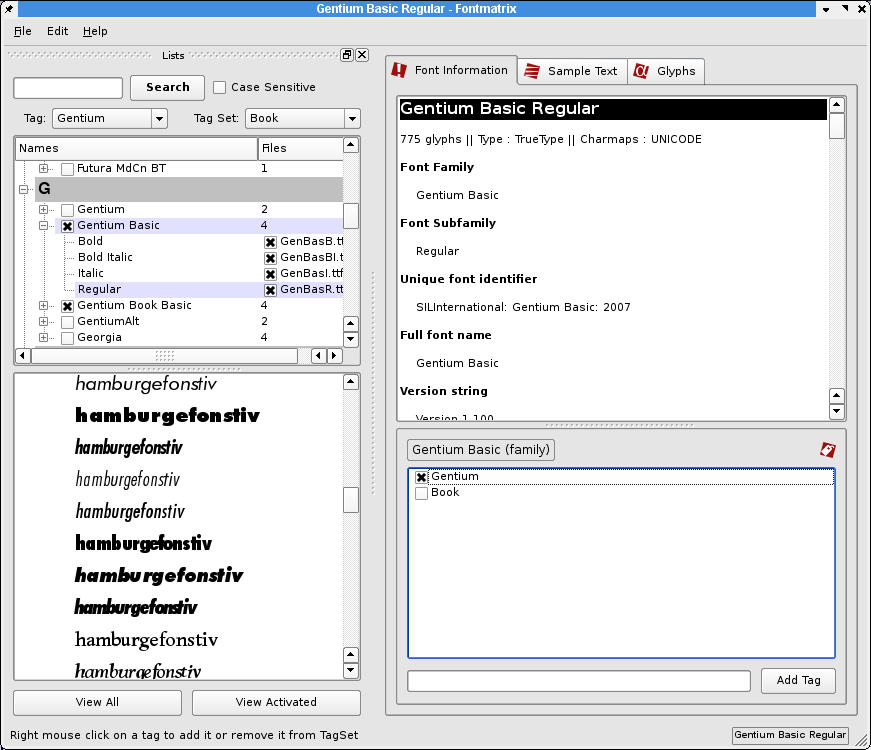 Gentium Basic Regular - Fontmatrix
File Edit Help
Lists
Search Case Sensitive
Tag: Gentium Tag Set: Book
Names Files
Futura MdCn BT 1
G
Gentium 2
Gentium Basic 4
Bold GenBasB.tt
Bold Italic GenBasBI.t
Italic GenBasI.ttf
Regular GenBasR.tt
Gentium Book Basic 4
GentiumAlt 2
Georgia 4
hamburgefonstiv
hamburgefonstiv
hamburgefonstiv
hamburgefonstiv
hamburgefonstiv
hamburgefonstiv
hamburgefonstiv
hamburgefonstiv
hamburgefonstiv
hamburgefonstiv
View All View Activated
Font Information Sample Text Glyphs
Gentium Basic Regular
775 glyphs || Type : TrueType || Charmaps : UNICODE
Font Family
Gentium Basic
Font Subfamily
Regular
Unique font identifier
SILInternational: Gentium Basic: 2007
Full font name
Gentium Basic
Version string
Version 1.100
Gentium Basic (family)
Gentium
Book
Add Tag
Right mouse click on a tag to add it or remove it from TagSet
Gentium Basic Regular